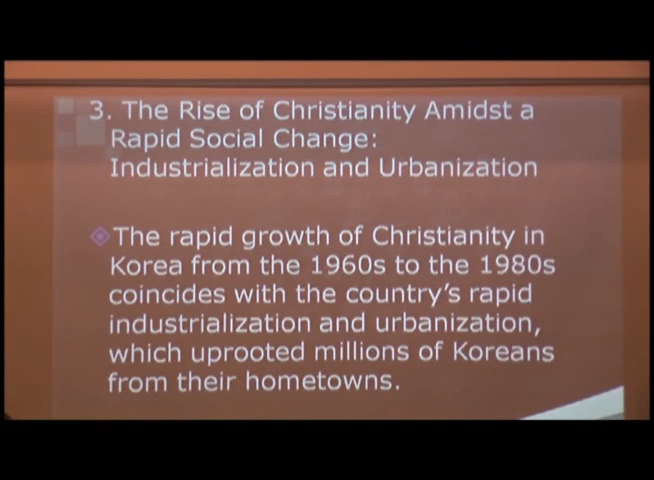 3. The Rise of Christianity Amidst a
Rapid Social Change:
Industrialization and Urbanization
The rapid growth of Christianity in
Korea from the 1960s to the 1980s
coincides with the country's rapid
industrialization and urbanization,
which uprooted millions of Koreans
from their hometowns.